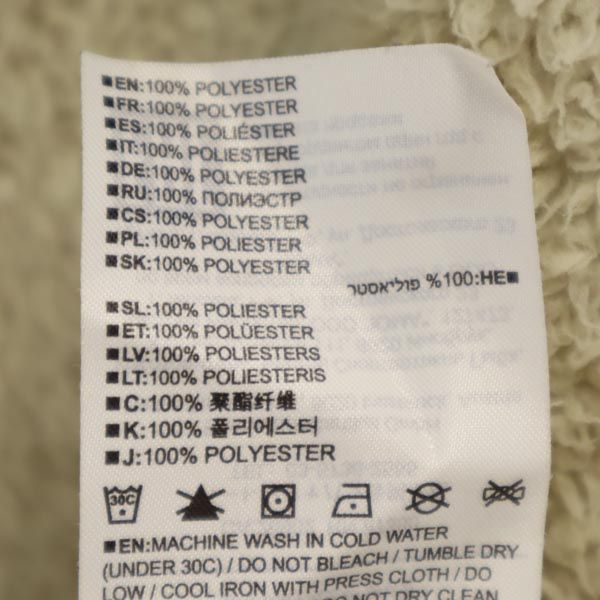 ■EN:100% POLYESTER
■FR:100% POLYESTER
■ES:100% POLIÉSTER
■IT:100% POLIESTERE
■DE:100% POLYESTER
■RU:100% ПОЛИЭСТР
■CS:100% POLYESTER
■PL:100% POLIESTER
■SK:100% POLYESTER
■HE:100% פוליאסטר
■SL:100% POLIESTER
■ET:100% POLÜESTER
■LV:100% POLIESTERS
■LT:100% POLIESTERIS
■C:100% 聚酯纤维
■K:100% 폴리에스터
■J:100% POLYESTER
30C
■EN:MACHINE WASH IN COLD WATER
(UNDER 30C) / DO NOT BLEACH / TUMBLE DRY
LOW / COOL IRON WITH PRESS CLOTH / DO
DO NOT DRY CLEAN